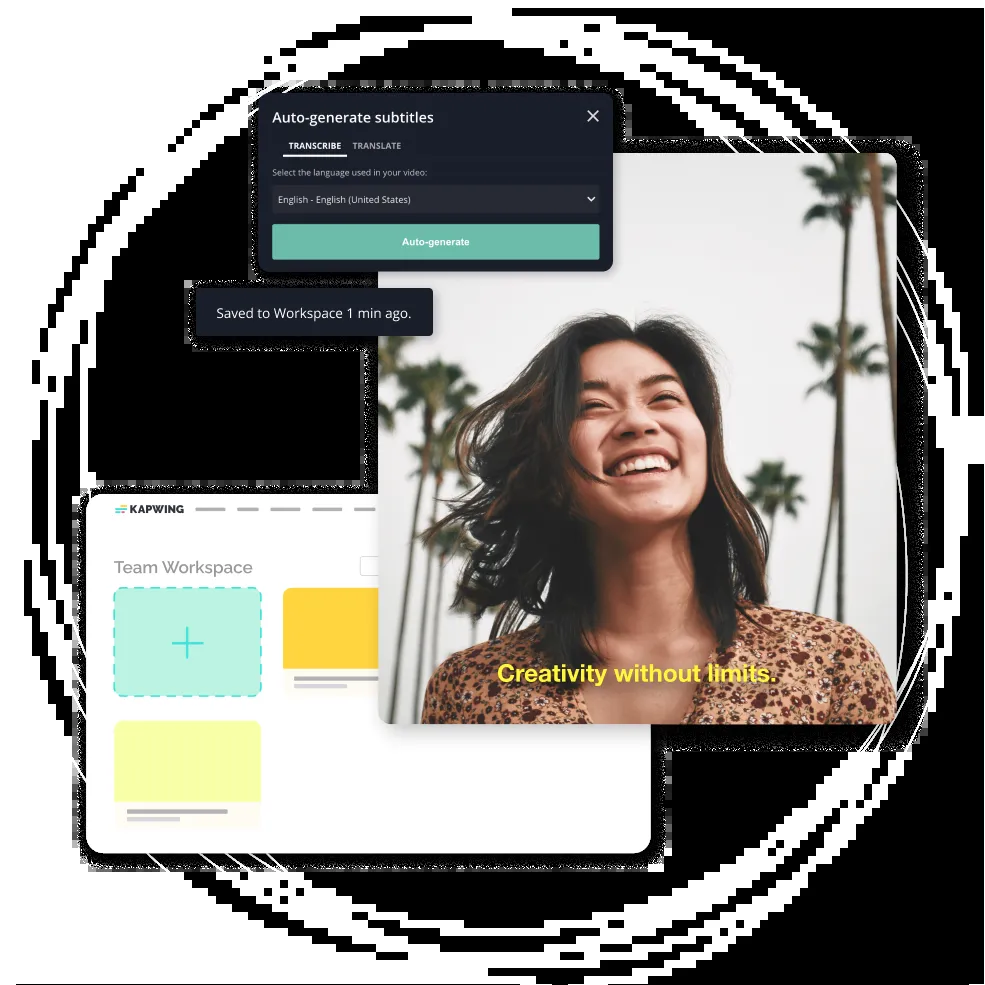 Auto-generate subtitles
TRANSCRIBE TRANSLATE
Select the language used in your video:
English - English (United States)
Auto-generate
Saved to Workspace 1 min ago.
KAPWING
Team Workspace
Creativity without limits.